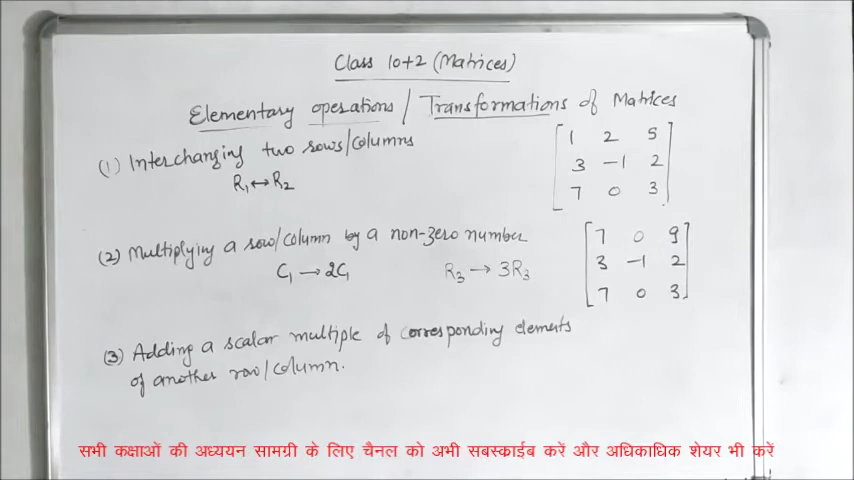 Class 10+2 (Matrices)
Elementary operations / Transformations of Matrices
(1) Interchanging two rows/columns
R₁↔R₂
[1 2 5
3 -1 2
7 0 3]
(2) Multiplying a row/column by a non-zero number
C₁→2C₁ R₃→3R₃
[7 0 9
3 -1 2
7 0 3]
(3) Adding a scalar multiple of corresponding elements
of another row/column.
सभी कक्षाओं की अध्ययन सामग्री के लिए चैनल को अभी सबस्क्राईब करें और अधिकाधिक शेयर भी करें